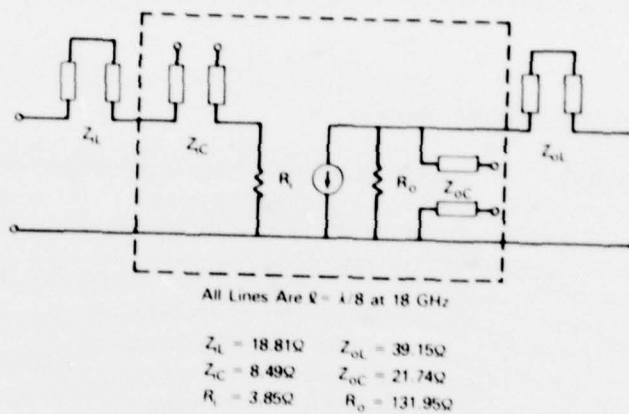 Z_iL
Z_iC
R_i
R_o
Z_oC
Z_oL
All Lines Are ℓ = λ/8 at 18 GHz
Z_iL = 18.81Ω Z_oL = 39.15Ω
Z_iC = 8.49Ω Z_oC = 21.74Ω
R_i = 3.85Ω R_o = 131.95Ω